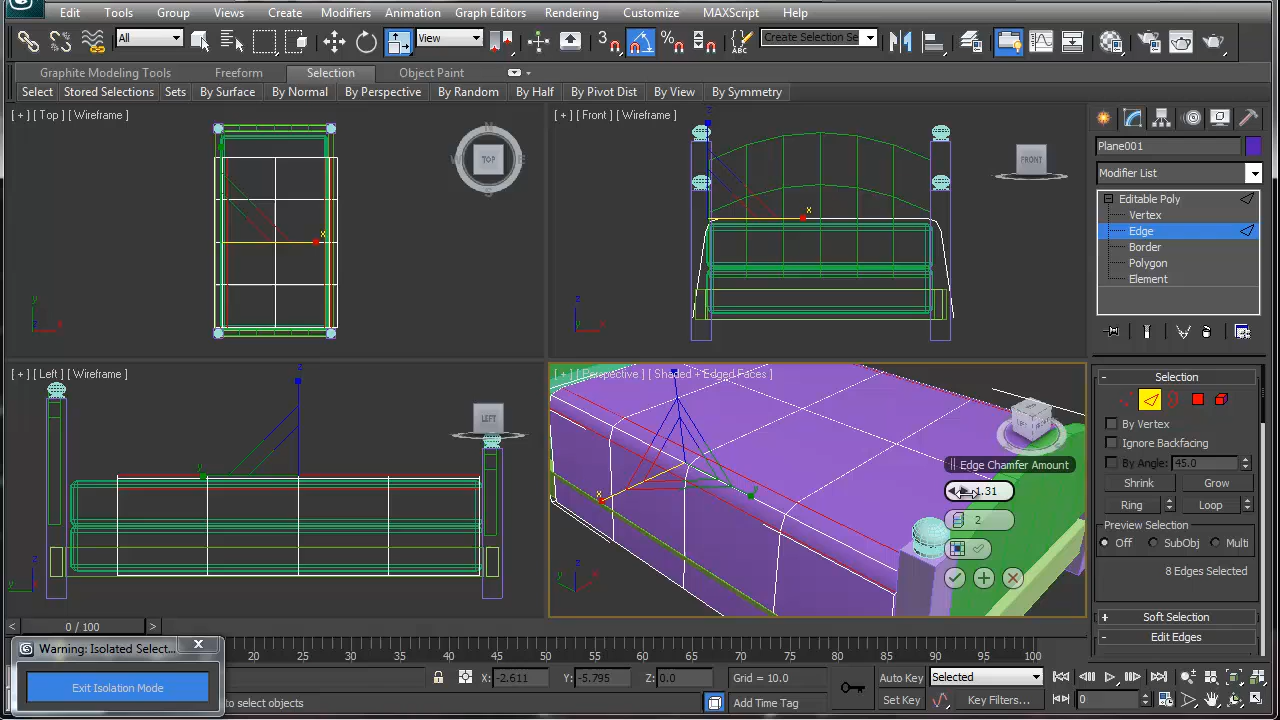 Edit Tools Group Views Create Modifiers Animation Graph Editors Rendering Customize MAXScript Help
All View 3 Create Selection Se
Graphite Modeling Tools Freeform Selection Object Paint
Select Stored Selections Sets By Surface By Normal By Perspective By Random By Half By Pivot Dist By View By Symmetry
[ + ] [ Top ] [ Wireframe ]
TOP
x
y
x
[ + ] [ Front ] [ Wireframe ]
FRONT
x
z
x
Plane001
Modifier List
Editable Poly
Vertex
Edge
Border
Polygon
Element
[ + ] [ Left ] [ Wireframe ]
LEFT
y
z
y
[ + ] [ Perspective ] [ Shaded + Edged Faces ]
x
Edge Chamfer Amount
1.31
2
- Selection
By Vertex
Ignore Backfacing
By Angle: 45.0
Shrink Grow
Ring Loop
Preview Selection
Off SubObj Multi
8 Edges Selected
+ Soft Selection
- Edit Edges
< 0 / 100 >
Warning: Isolated Select... X
Exit Isolation Mode
20 25 30 35 40 45 50 55 60 65 70 75 80 85 90 95 100
X: -2.611 Y: -5.795 Z: 0.0 Grid = 10.0 Auto Key Selected
to select objects Add Time Tag Set Key Key Filters... 0